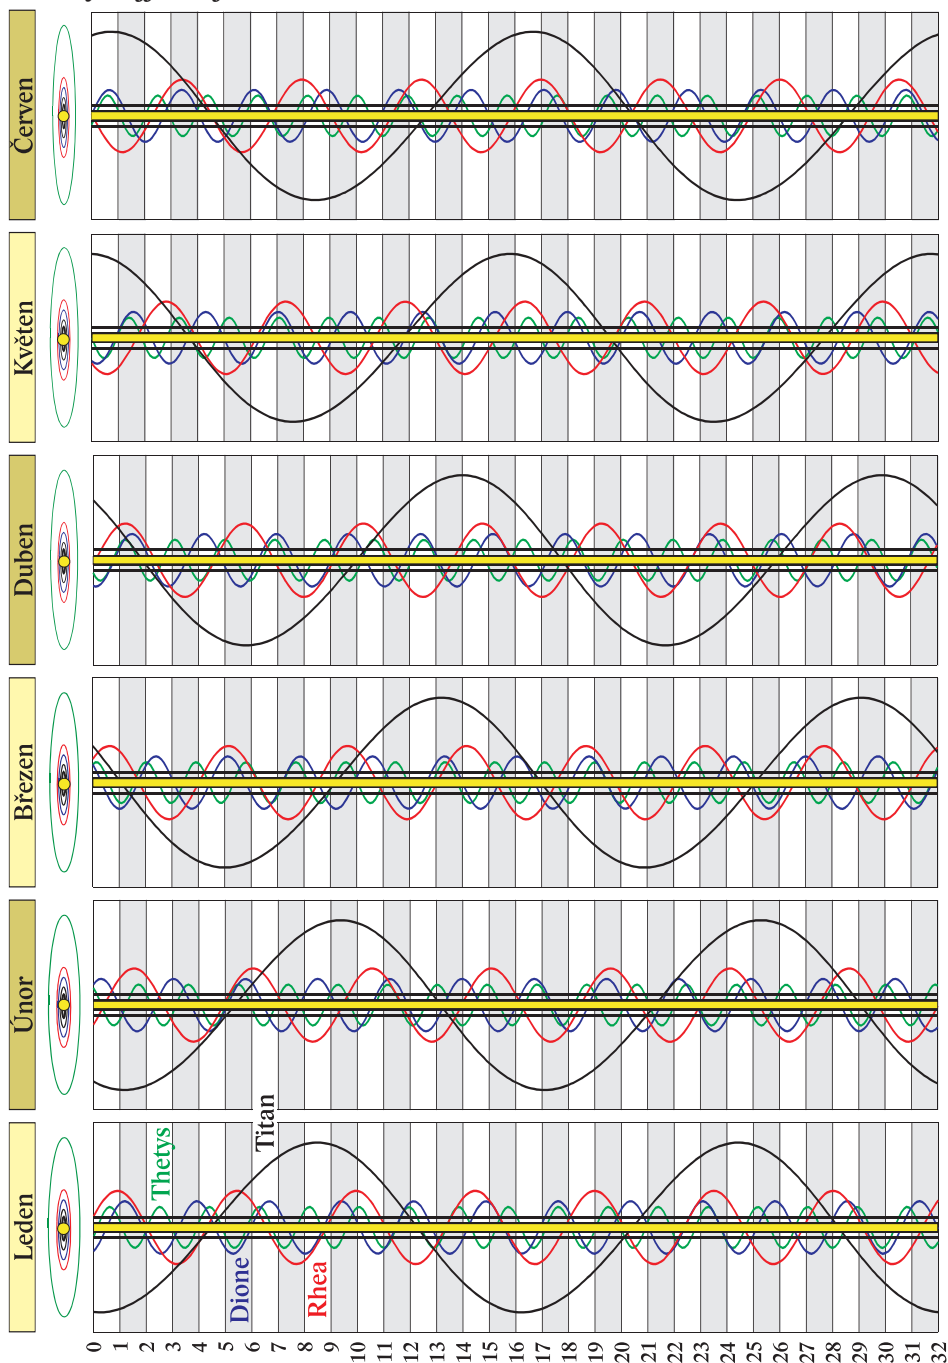 Červen
Květen
Duben
Březen
Únor
Leden
Thetys
Titan
Dione
Rhea
0 1 2 3 4 5 6 7 8 9 10 11 12 13 14 15 16 17 18 19 20 21 22 23 24 25 26 27 28 29 30 31 32